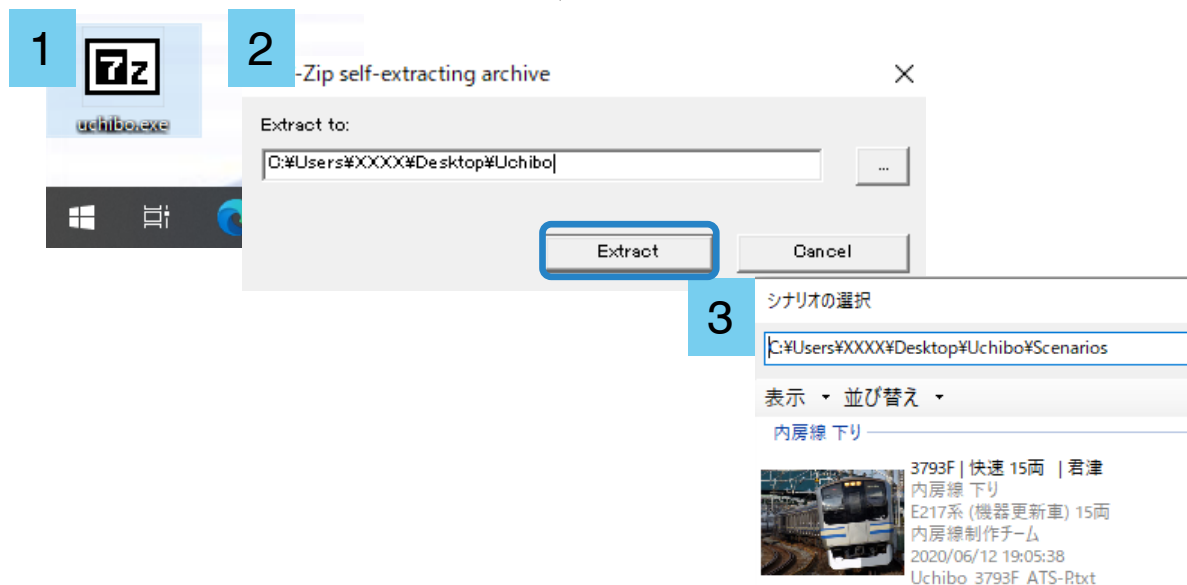 1
7z
uchibo.exe
2
-Zip self-extracting archive
Extract to:
C:¥Users¥XXXX¥Desktop¥Uchibo
...
Extract
Cancel
3
シナリオの選択
C:¥Users¥XXXX¥Desktop¥Uchibo¥Scenarios
表示 並び替え
内房線 下り
3793F | 快速 15両 | 君津
内房線 下り
E217系 (機器更新車) 15両
内房線制作チーム
2020/06/12 19:05:38
Uchibo_3793F_ATS-P.txt